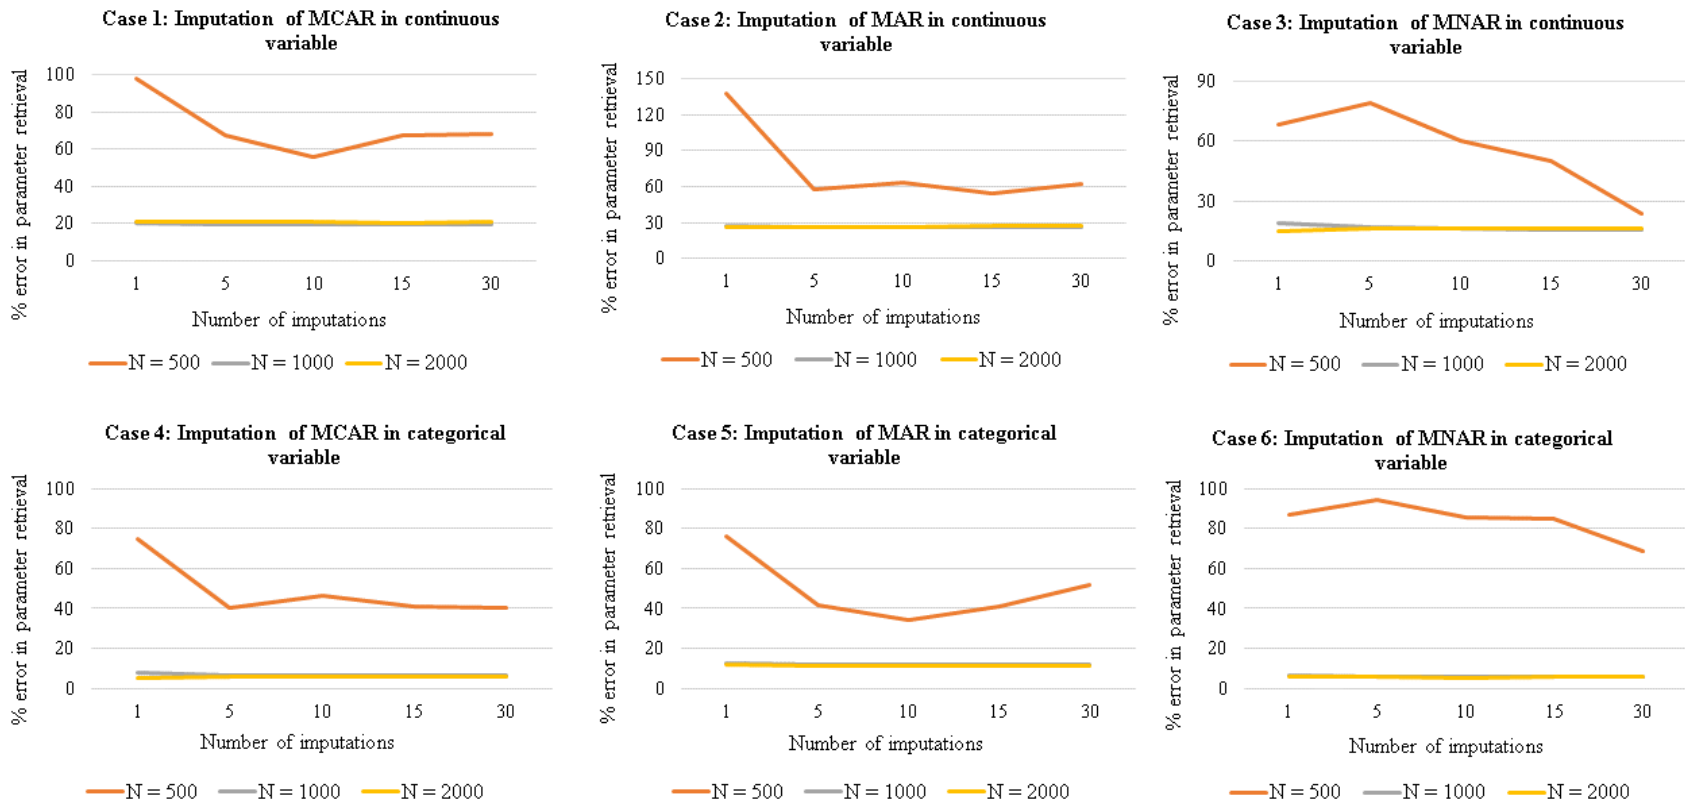 Case 1: Imputation of MCAR in continuous
variable
% error in parameter retrieval
100
80
60
40
20
0
1 5 10 15 30
Number of imputations
N = 500 N = 1000 N = 2000
Case 2: Imputation of MAR in continuous
variable
% error in parameter retrieval
150
120
90
60
30
0
1 5 10 15 30
Number of imputations
N = 500 N = 1000 N = 2000
Case 3: Imputation of MNAR in continuous
variable
% error in parameter retrieval
90
60
30
0
1 5 10 15 30
Number of imputations
N = 500 N = 1000 N = 2000
Case 4: Imputation of MCAR in categorical
variable
% error in parameter retrieval
100
80
60
40
20
0
1 5 10 15 30
Number of imputations
N = 500 N = 1000 N = 2000
Case 5: Imputation of MAR in categorical
variable
% error in parameter retrieval
100
80
60
40
20
0
1 5 10 15 30
Number of imputations
N = 500 N = 1000 N = 2000
Case 6: Imputation of MNAR in categorical
variable
% error in parameter retrieval
100
80
60
40
20
0
1 5 10 15 30
Number of imputations
N = 500 N = 1000 N = 2000